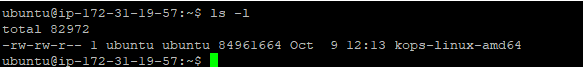 ubuntu@ip-172-31-19-57:~$ ls -l
total 82972
-rw-rw-r-- 1 ubuntu ubuntu 84961664 Oct  9 12:13 kops-linux-amd64
ubuntu@ip-172-31-19-57:~$